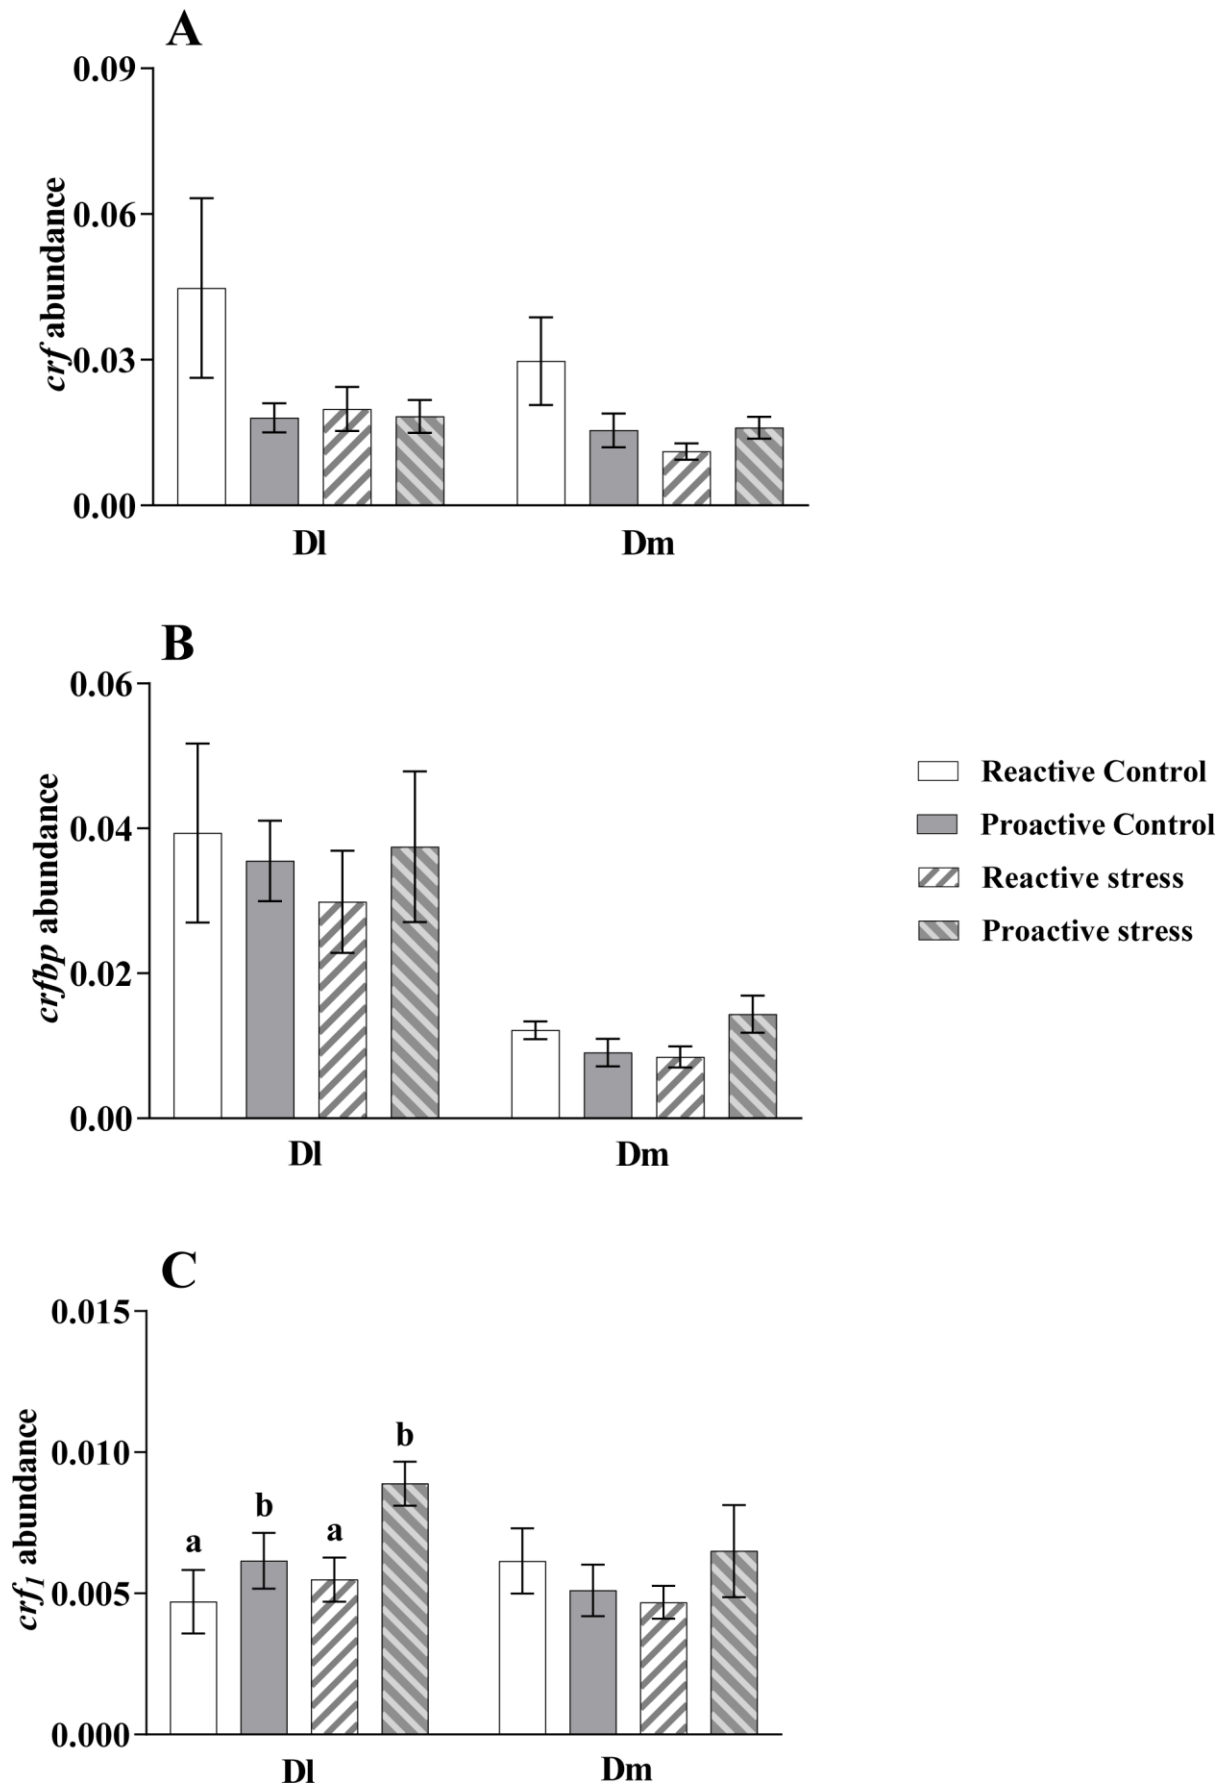 A
0.09
0.06
0.03
0.00
crf abundance
Dl Dm
B
0.06
0.04
0.02
0.00
crfbp abundance
Dl Dm
Reactive Control
Proactive Control
Reactive stress
Proactive stress
C
0.015
0.010
0.005
0.000
crf1 abundance
a b a b
Dl Dm